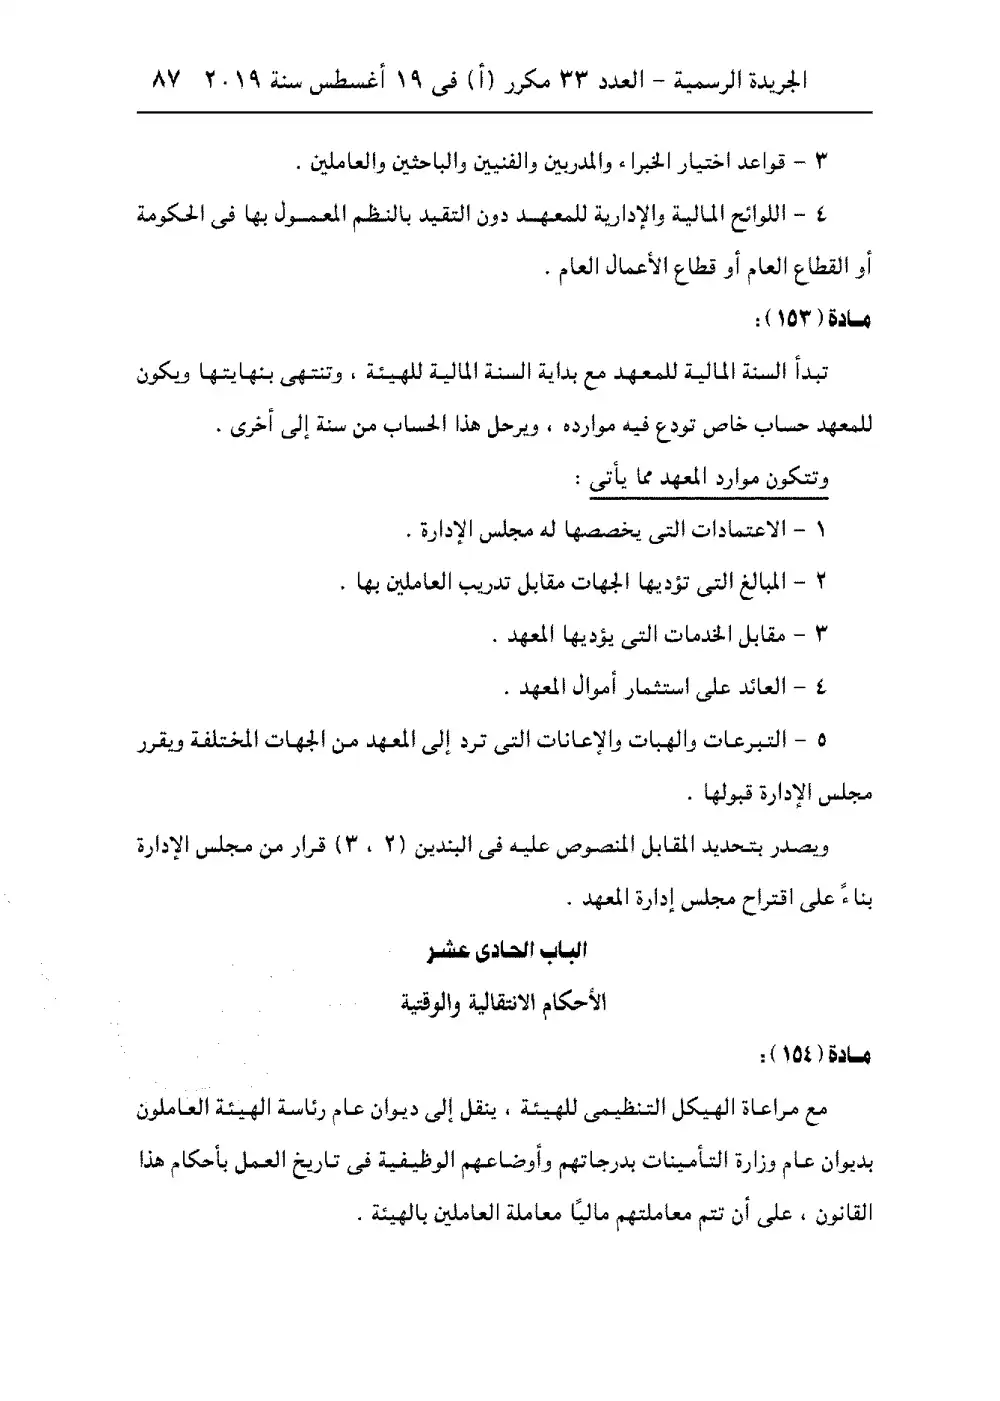 الجريدة الرسمية – العدد ٣٣ مكرر (أ) فى ١٩ أغسطس سنة ٢٠١٩ ٨٧
٣ – قواعد اختيار الخبراء والمدربين والفنيين والباحثين والعاملين .
٤ – اللوائح المالية والإدارية للمعهد دون التقيد بالنظم المعمول بها فى الحكومة
أو القطاع العام أو قطاع الأعمال العام .
مادة (١٥٣):
تبدأ السنة المالية للمعهد مع بداية السنة المالية للهيئة ، وتنتهى بنهايتها ويكون
للمعهد حساب خاص تودع فيه موارده ، ويرحل هذا الحساب من سنة إلى أخرى .
وتتكون موارد المعهد مما يأتى :
١ – الاعتمادات التى يخصصها له مجلس الإدارة .
٢ – المبالغ التى تؤديها الجهات مقابل تدريب العاملين بها .
٣ – مقابل الخدمات التى يؤديها المعهد .
٤ – العائد على استثمار أموال المعهد .
٥ – التبرعات والهبات والإعانات التى ترد إلى المعهد من الجهات المختلفة ويقرر
مجلس الإدارة قبولها .
ويصدر بتحديد المقابل المنصوص عليه فى البندين (٢ ، ٣) قرار من مجلس الإدارة
بناءً على اقتراح مجلس إدارة المعهد .
الباب الحادى عشر
الأحكام الانتقالية والوقتية
مادة (١٥٤):
مع مراعاة الهيكل التنظيمى للهيئة ، ينقل إلى ديوان عام رئاسة الهيئة العاملون
بديوان عام وزارة التأمينات بدرجاتهم وأوضاعهم الوظيفية فى تاريخ العمل بأحكام هذا
القانون ، على أن تتم معاملتهم ماليًا معاملة العاملين بالهيئة .